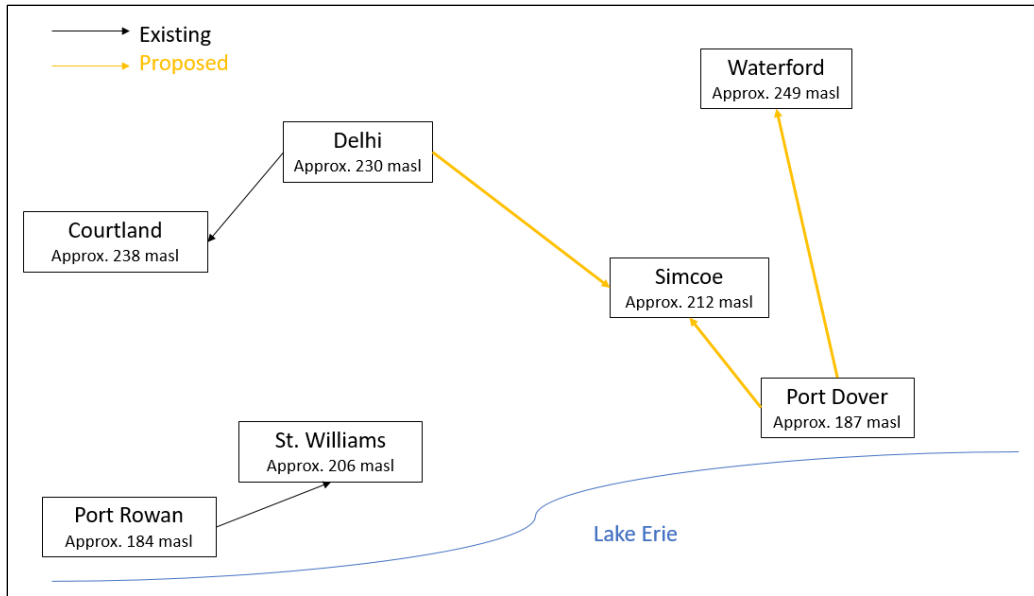 Existing
Proposed
Waterford
Approx. 249 masl
Delhi
Approx. 230 masl
Courtland
Approx. 238 masl
Simcoe
Approx. 212 masl
Port Dover
Approx. 187 masl
St. Williams
Approx. 206 masl
Port Rowan
Approx. 184 masl
Lake Erie